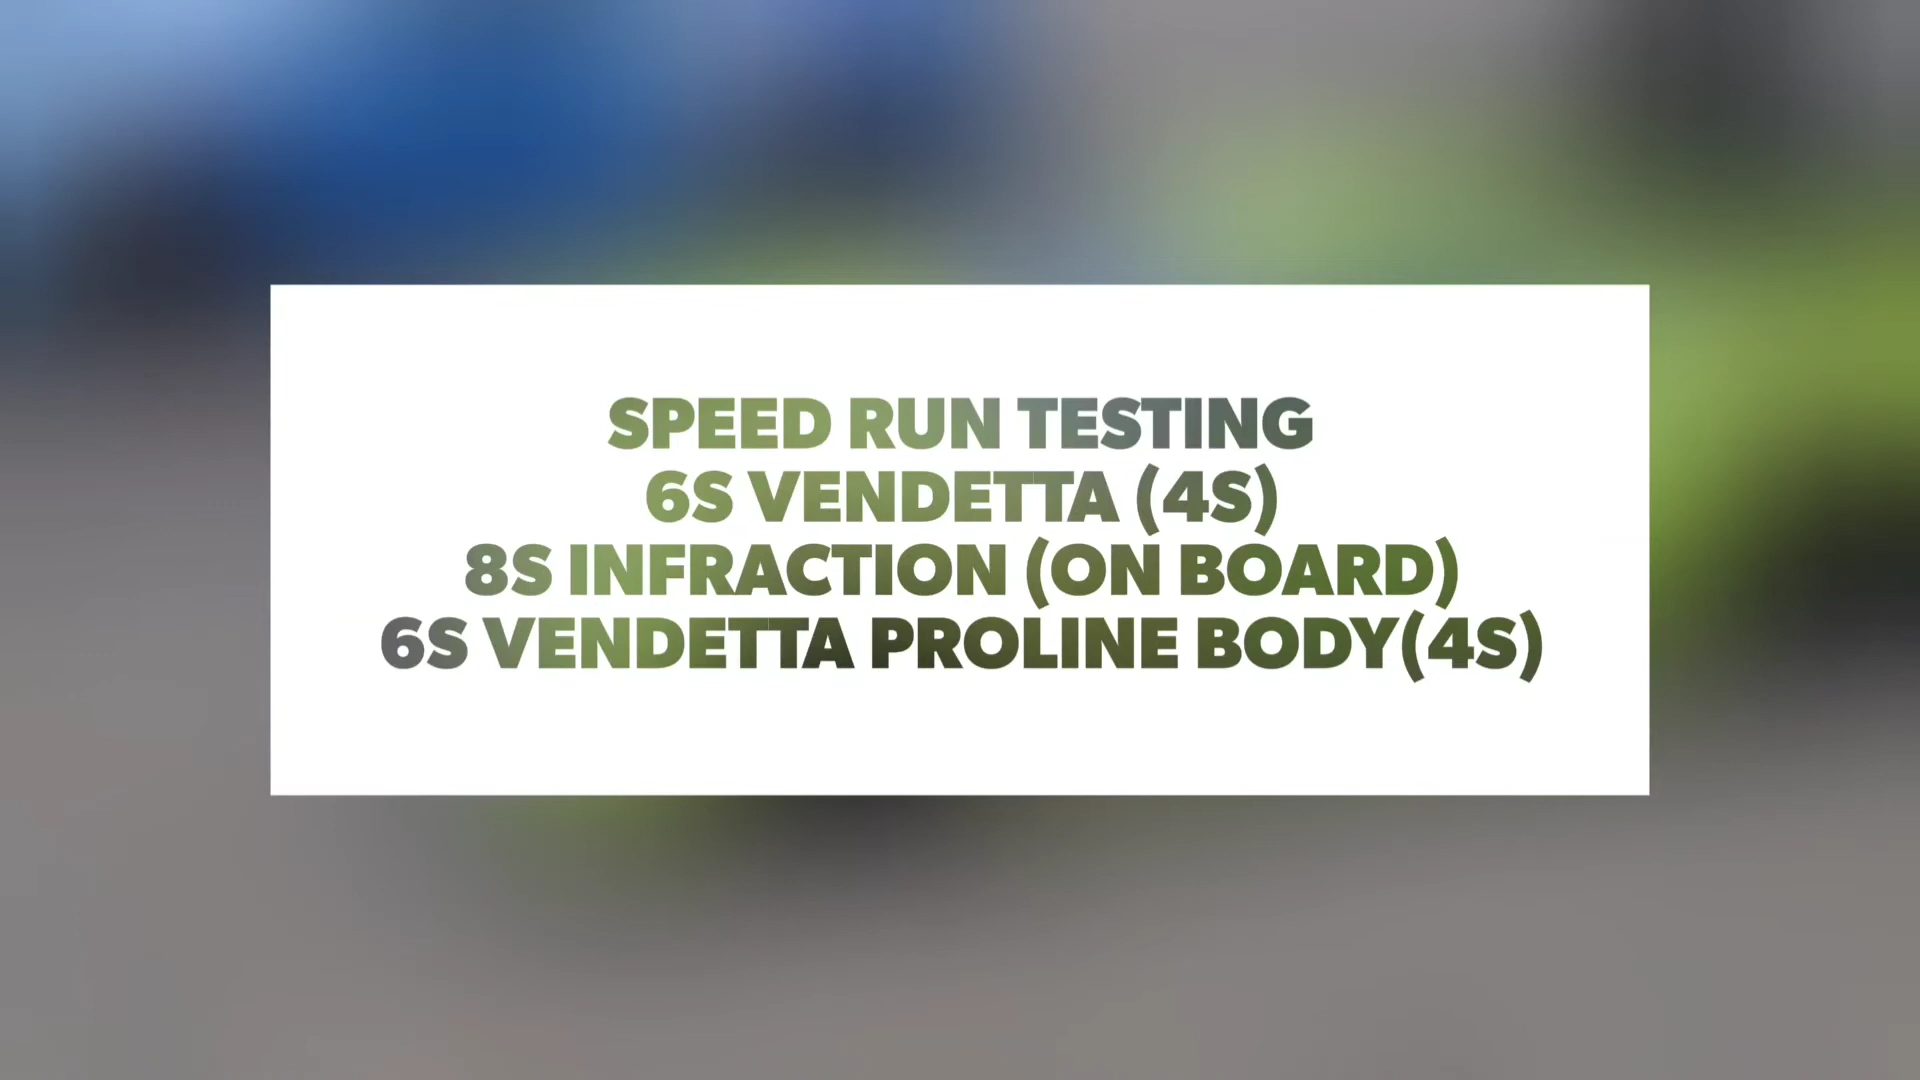 SPEED RUN TESTING
6S VENDETTA (4S)
8S INFRACTION (ON BOARD)
6S VENDETTA PROLINE BODY(4S)